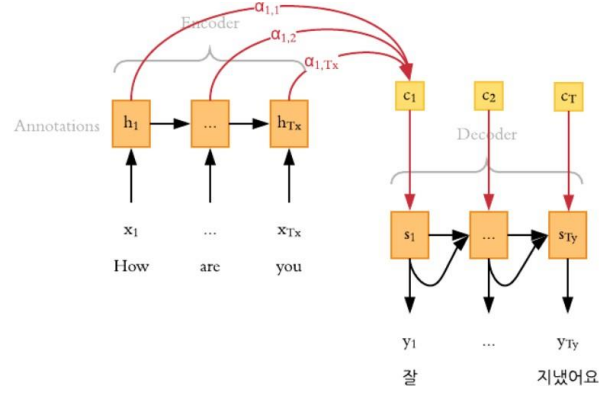 α1,1
Encoder
α1,2
α1,Tx
c1 c2 cT
Annotations h1 ... hTx
Decoder
x1 ... xTx
s1 ... sTy
How are you
y1 ... yTy
잘 지냈어요